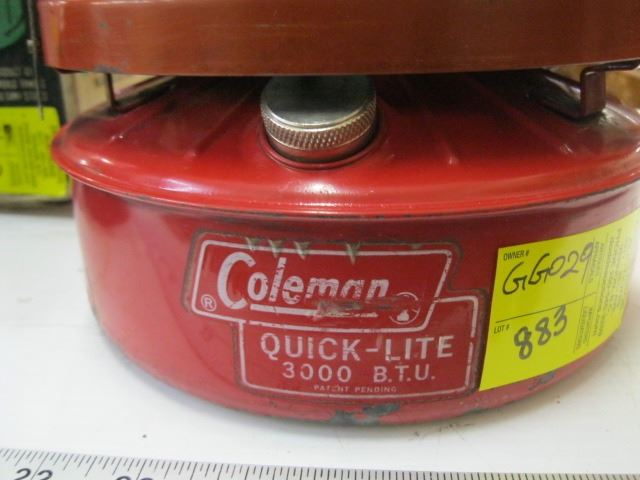 ® Coleman
QUICK-LITE
3000 B.T.U.
PATENT PENDING
OWNER #
GG029
LOT #
883